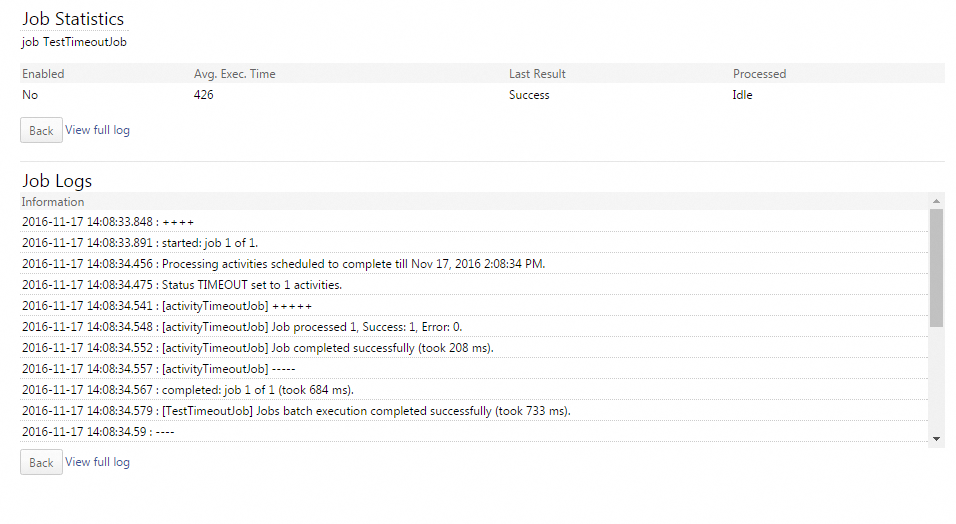 Job Statistics
job TestTimeoutJob
Enabled Avg. Exec. Time Last Result Processed
No 426 Success Idle
Back View full log
Job Logs
Information
2016-11-17 14:08:33.848 : ++++
2016-11-17 14:08:33.891 : started: job 1 of 1.
2016-11-17 14:08:34.456 : Processing activities scheduled to complete till Nov 17, 2016 2:08:34 PM.
2016-11-17 14:08:34.475 : Status TIMEOUT set to 1 activities.
2016-11-17 14:08:34.541 : [activityTimeoutJob] +++++
2016-11-17 14:08:34.548 : [activityTimeoutJob] Job processed 1, Success: 1, Error: 0.
2016-11-17 14:08:34.552 : [activityTimeoutJob] Job completed successfully (took 208 ms).
2016-11-17 14:08:34.557 : [activityTimeoutJob] -----
2016-11-17 14:08:34.567 : completed: job 1 of 1 (took 684 ms).
2016-11-17 14:08:34.579 : [TestTimeoutJob] Jobs batch execution completed successfully (took 733 ms).
2016-11-17 14:08:34.59 : ----
Back View full log